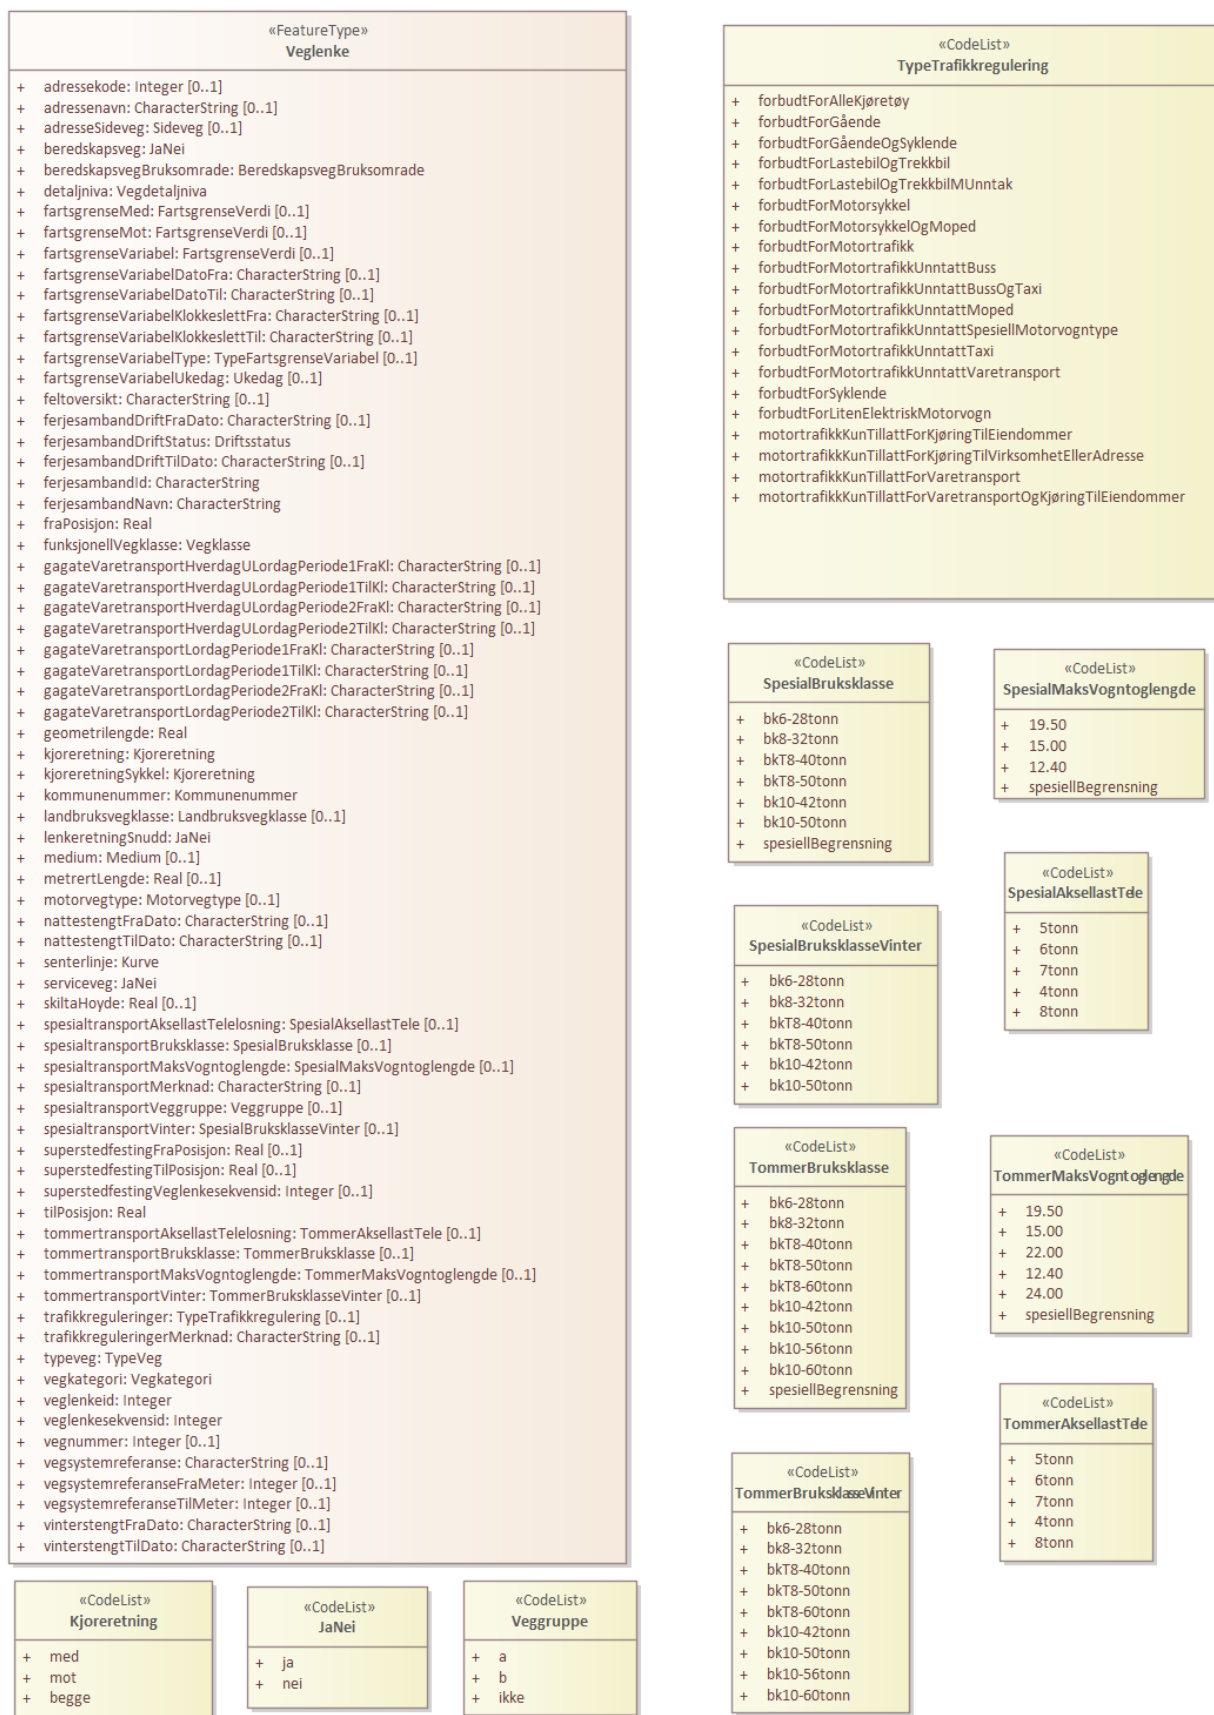 «FeatureType»
Veglenke
+ adressekode: Integer [0..1]
+ adressenavn: CharacterString [0..1]
+ adresseSideveg: Sideveg [0..1]
+ beredskapsveg: JaNei
+ beredskapsvegBruksomrade: BeredskapsvegBruksomrade
+ detaljniva: Vegdetaljniva
+ fartsgrenseMed: FartsgrenseVerdi [0..1]
+ fartsgrenseMot: FartsgrenseVerdi [0..1]
+ fartsgrenseVariabel: FartsgrenseVerdi [0..1]
+ fartsgrenseVariabelDatoFra: CharacterString [0..1]
+ fartsgrenseVariabelDatoTil: CharacterString [0..1]
+ fartsgrenseVariabelKlokkeslettFra: CharacterString [0..1]
+ fartsgrenseVariabelKlokkeslettTil: CharacterString [0..1]
+ fartsgrenseVariabelType: TypeFartsgrenseVariabel [0..1]
+ fartsgrenseVariabelUkedag: Ukedag [0..1]
+ feltoversikt: CharacterString [0..1]
+ ferjesambandDriftFraDato: CharacterString [0..1]
+ ferjesambandDriftStatus: Driftsstatus
+ ferjesambandDriftTilDato: CharacterString [0..1]
+ ferjesambandId: CharacterString
+ ferjesambandNavn: CharacterString
+ fraPosisjon: Real
+ funksjonellVegklasse: Vegklasse
+ gagateVaretransportHverdagULordagPeriode1FraKl: CharacterString [0..1]
+ gagateVaretransportHverdagULordagPeriode1TilKl: CharacterString [0..1]
+ gagateVaretransportHverdagULordagPeriode2FraKl: CharacterString [0..1]
+ gagateVaretransportHverdagULordagPeriode2TilKl: CharacterString [0..1]
+ gagateVaretransportLordagPeriode1FraKl: CharacterString [0..1]
+ gagateVaretransportLordagPeriode1TilKl: CharacterString [0..1]
+ gagateVaretransportLordagPeriode2FraKl: CharacterString [0..1]
+ gagateVaretransportLordagPeriode2TilKl: CharacterString [0..1]
+ geometrilengde: Real
+ kjoreretning: Kjoreretning
+ kjoreretningSykkel: Kjoreretning
+ kommunenummer: Kommunenummer
+ landbruksvegklasse: Landbruksvegklasse [0..1]
+ lenkeretningSnudd: JaNei
+ medium: Medium [0..1]
+ metrertLengde: Real [0..1]
+ motorvegtype: Motorvegtype [0..1]
+ nattestengtFraDato: CharacterString [0..1]
+ nattestengtTilDato: CharacterString [0..1]
+ senterlinje: Kurve
+ serviceveg: JaNei
+ skiltaHoyde: Real [0..1]
+ spesialtransportAksellastTelelosning: SpesialAksellastTele [0..1]
+ spesialtransportBruksklasse: SpesialBruksklasse [0..1]
+ spesialtransportMaksVogntoglengde: SpesialMaksVogntoglengde [0..1]
+ spesialtransportMerknad: CharacterString [0..1]
+ spesialtransportVeggruppe: Veggruppe [0..1]
+ spesialtransportVinter: SpesialBruksklasseVinter [0..1]
+ superstedfestingFraPosisjon: Real [0..1]
+ superstedfestingTilPosisjon: Real [0..1]
+ superstedfestingVeglenkesekvensid: Integer [0..1]
+ tilPosisjon: Real
+ tommertransportAksellastTelelosning: TommerAksellastTele [0..1]
+ tommertransportBruksklasse: TommerBruksklasse [0..1]
+ tommertransportMaksVogntoglengde: TommerMaksVogntoglengde [0..1]
+ tommertransportVinter: TommerBruksklasseVinter [0..1]
+ trafikkreguleringer: TypeTrafikkregulering [0..1]
+ trafikkreguleringerMerknad: CharacterString [0..1]
+ typeveg: TypeVeg
+ vegkategori: Vegkategori
+ veglenkeid: Integer
+ veglenkesekvensid: Integer
+ vegnummer: Integer [0..1]
+ vegsystemreferanse: CharacterString [0..1]
+ vegsystemreferanseFraMeter: Integer [0..1]
+ vegsystemreferanseTilMeter: Integer [0..1]
+ vinterstengtFraDato: CharacterString [0..1]
+ vinterstengtTilDato: CharacterString [0..1]
«CodeList»
Kjoreretning
+ med
+ mot
+ begge
«CodeList»
JaNei
+ ja
+ nei
«CodeList»
Veggruppe
+ a
+ b
+ ikke
«CodeList»
TypeTrafikkregulering
+ forbudtForAlleKjøretøy
+ forbudtForGående
+ forbudtForGåendeOgSyklende
+ forbudtForLastebilOgTrekkbil
+ forbudtForLastebilOgTrekkbilMUnntak
+ forbudtForMotorsykkel
+ forbudtForMotorsykkelOgMoped
+ forbudtForMotortrafikk
+ forbudtForMotortrafikkUnntattBuss
+ forbudtForMotortrafikkUnntattBussOgTaxi
+ forbudtForMotortrafikkUnntattMoped
+ forbudtForMotortrafikkUnntattSpesiellMotorvogntype
+ forbudtForMotortrafikkUnntattTaxi
+ forbudtForMotortrafikkUnntattVaretransport
+ forbudtForSyklende
+ forbudtForLitenElektriskMotorvogn
+ motortrafikkKunTillattForKjøringTilEiendommer
+ motortrafikkKunTillattForKjøringTilVirksomhetEllerAdresse
+ motortrafikkKunTillattForVaretransport
+ motortrafikkKunTillattForVaretransportOgKjøringTilEiendommer
«CodeList»
SpesialBruksklasse
+ bk6-28tonn
+ bk8-32tonn
+ bkT8-40tonn
+ bkT8-50tonn
+ bk10-42tonn
+ bk10-50tonn
+ spesiellBegrensning
«CodeList»
SpesialMaksVogntoglengde
+ 19.50
+ 15.00
+ 12.40
+ spesiellBegrensning
«CodeList»
SpesialAksellastTele
+ 5tonn
+ 6tonn
+ 7tonn
+ 4tonn
+ 8tonn
«CodeList»
SpesialBruksklasseVinter
+ bk6-28tonn
+ bk8-32tonn
+ bkT8-40tonn
+ bkT8-50tonn
+ bk10-42tonn
+ bk10-50tonn
«CodeList»
TommerBruksklasse
+ bk6-28tonn
+ bk8-32tonn
+ bkT8-40tonn
+ bkT8-50tonn
+ bkT8-60tonn
+ bk10-42tonn
+ bk10-50tonn
+ bk10-56tonn
+ bk10-60tonn
+ spesiellBegrensning
«CodeList»
TommerMaksVogntoglengde
+ 19.50
+ 15.00
+ 22.00
+ 12.40
+ 24.00
+ spesiellBegrensning
«CodeList»
TommerAksellastTele
+ 5tonn
+ 6tonn
+ 7tonn
+ 4tonn
+ 8tonn
«CodeList»
TommerBruksklasseVinter
+ bk6-28tonn
+ bk8-32tonn
+ bkT8-40tonn
+ bkT8-50tonn
+ bkT8-60tonn
+ bk10-42tonn
+ bk10-50tonn
+ bk10-56tonn
+ bk10-60tonn